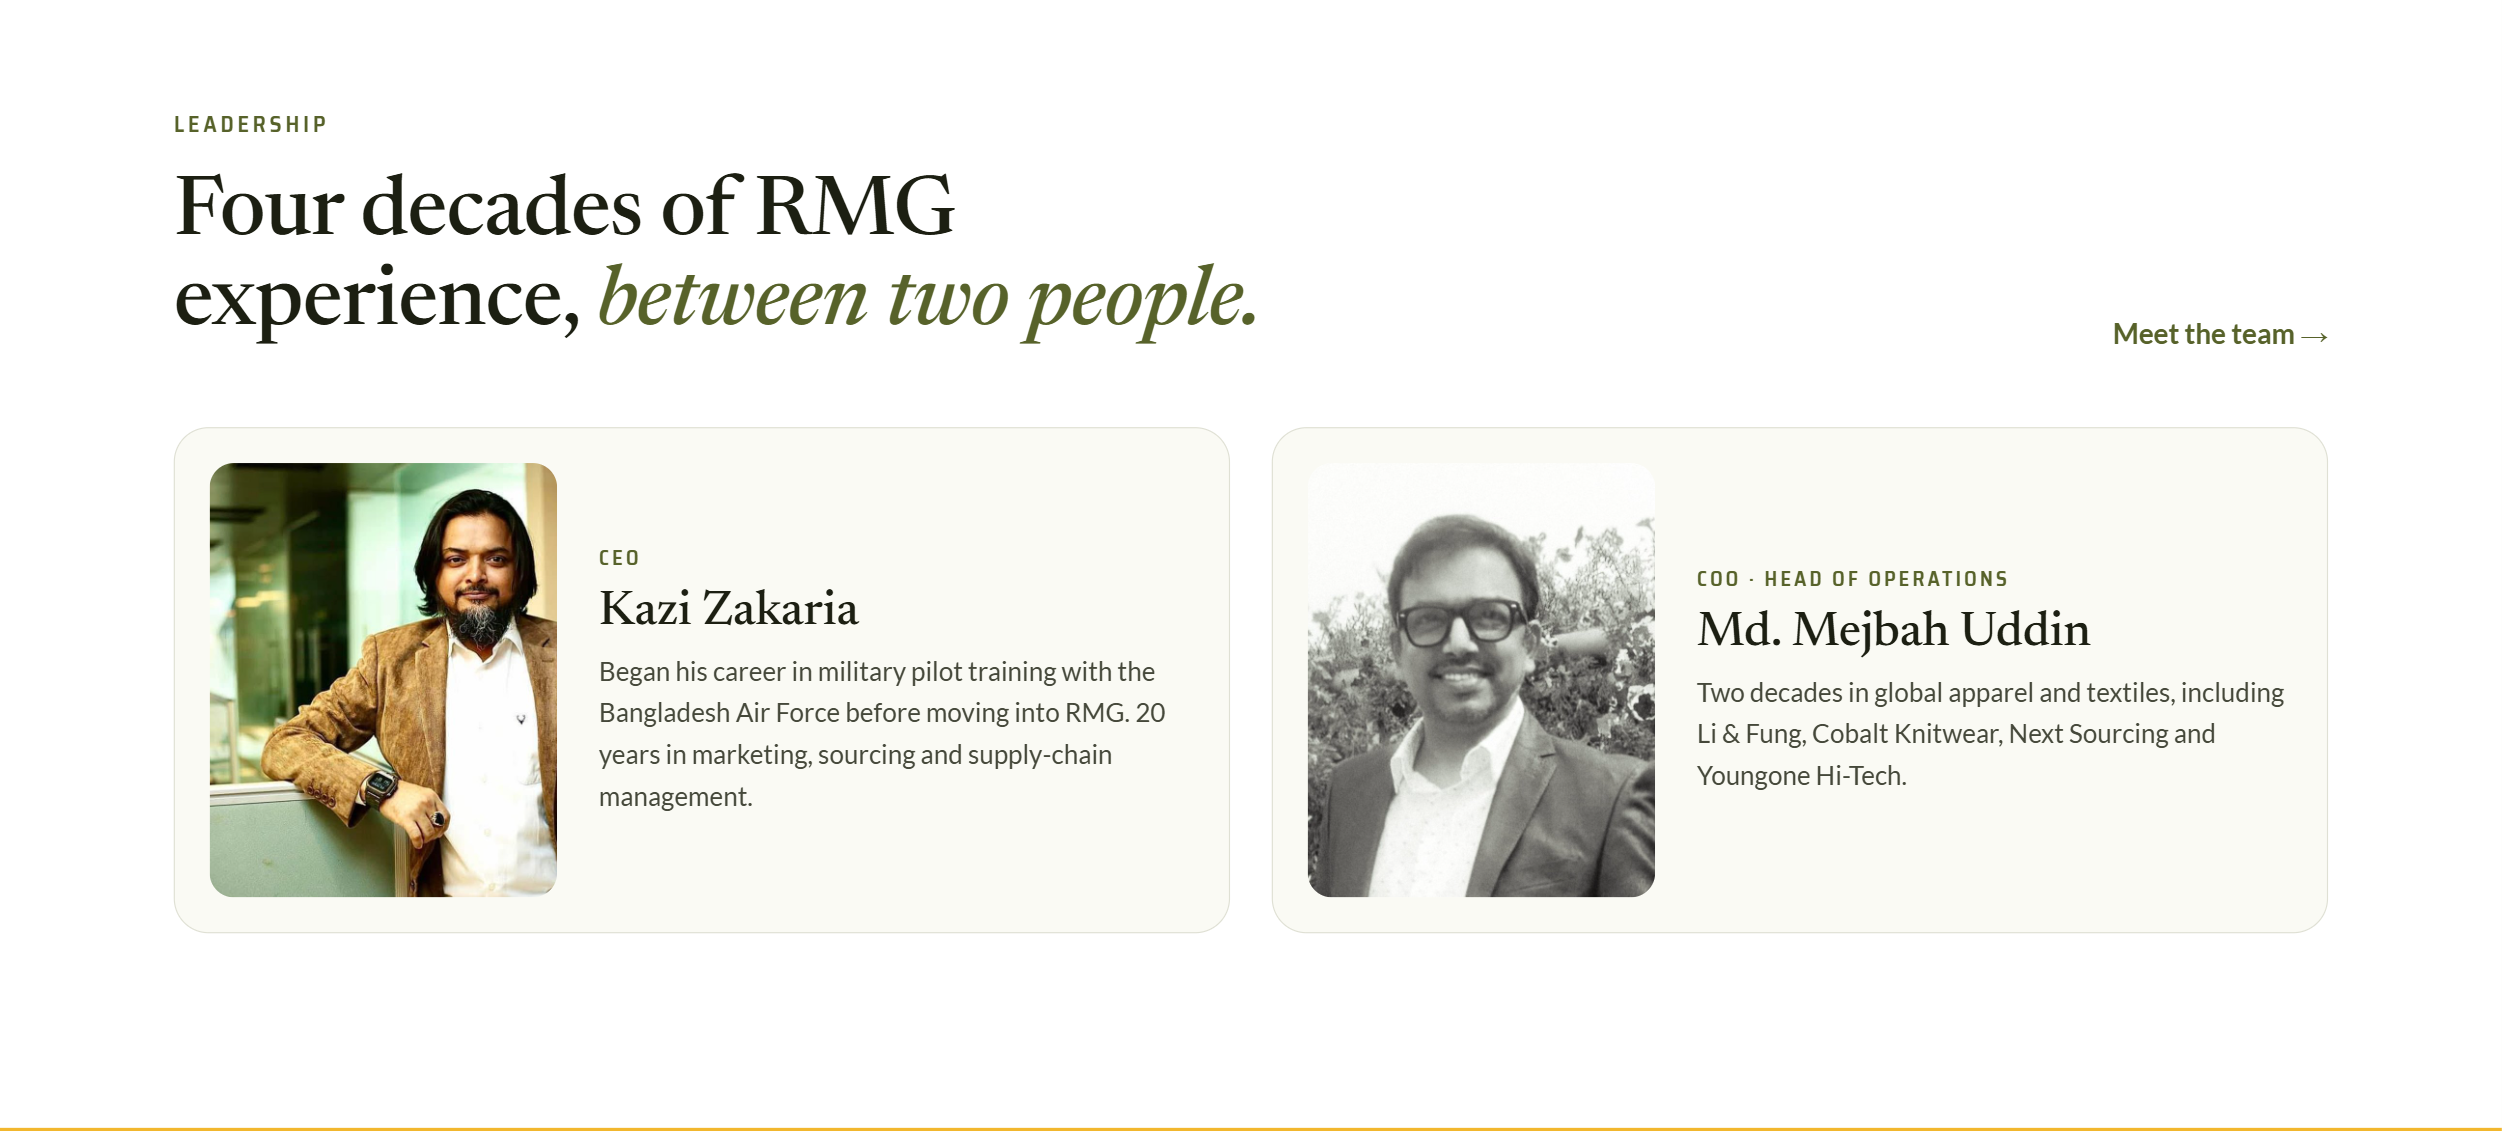 LEADERSHIP
Four decades of RMG
experience, between two people.
Meet the team →
CEO
Kazi Zakaria
Began his career in military pilot training with the
Bangladesh Air Force before moving into RMG. 20
years in marketing, sourcing and supply-chain
management.
COO · HEAD OF OPERATIONS
Md. Mejbah Uddin
Two decades in global apparel and textiles, including
Li & Fung, Cobalt Knitwear, Next Sourcing and
Youngone Hi-Tech.